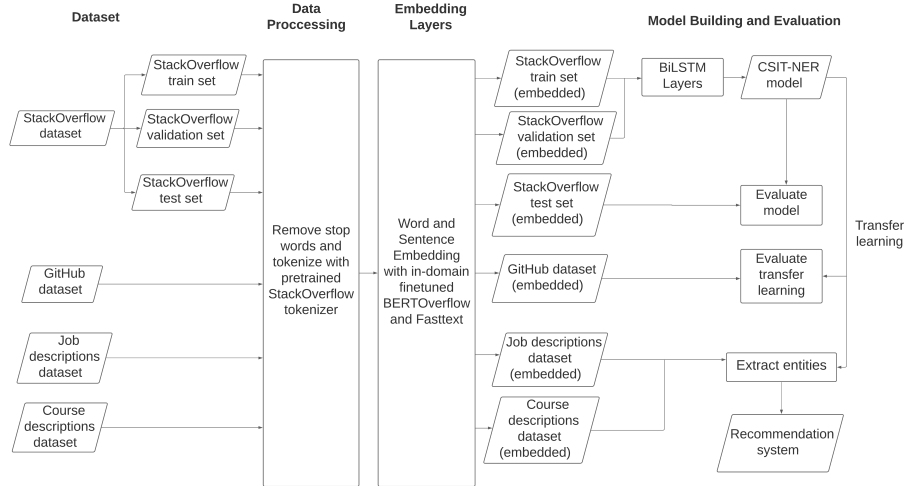 Dataset
Data
Proccessing
Embedding
Layers
Model Building and Evaluation
StackOverflow
dataset
StackOverflow
train set
StackOverflow
validation set
StackOverflow
test set
GitHub
dataset
Job
descriptions
dataset
Course
descriptions
dataset
Remove stop
words and
tokenize with
pretrained
StackOverflow
tokenizer
Word and
Sentence
Embedding
with in-domain
finetuned
BERTOverflow
and Fasttext
StackOverflow
train set
(embedded)
StackOverflow
validation set
(embedded)
StackOverflow
test set
(embedded)
GitHub dataset
(embedded)
Job descriptions
dataset
(embedded)
Course
descriptions
dataset
(embedded)
BiLSTM
Layers
CSIT-NER
model
Evaluate
model
Evaluate
transfer
learning
Transfer
learning
Extract entities
Recommendation
system